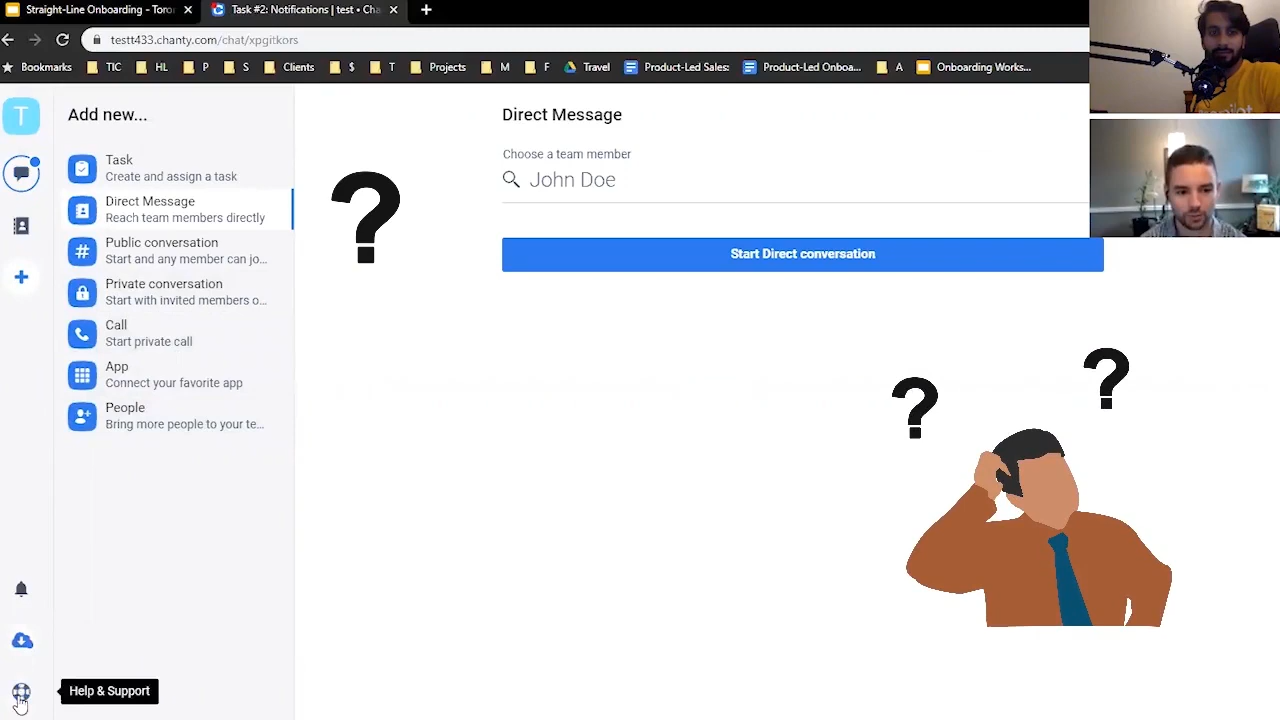 Straight-Line Onboarding - Toro
Task #2: Notifications | test • Cha
testt433.chanty.com/chat/xpgitkors
Bookmarks TIC HL P S Clients $ T Projects M F Travel Product-Led Sales: Product-Led Onboa... A Onboarding Works...
T
Add new...
Task
Create and assign a task
Direct Message
Reach team members directly
Public conversation
Start and any member can jo...
Private conversation
Start with invited members o...
Call
Start private call
App
Connect your favorite app
People
Bring more people to your te...
Help & Support
Direct Message
Choose a team member
John Doe
Start Direct conversation
?
?
?